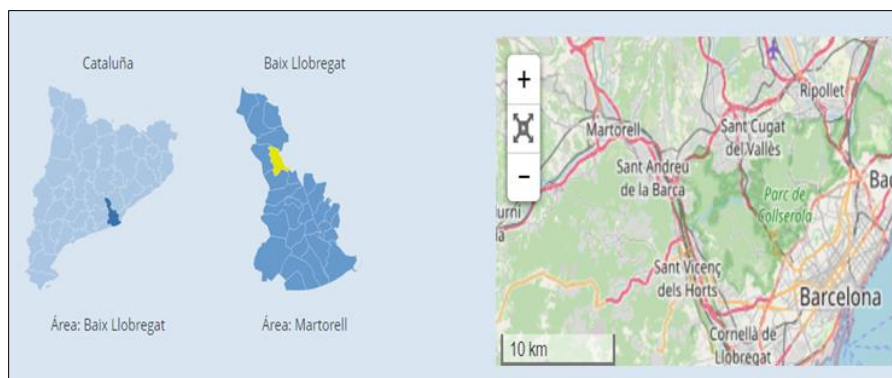 Cataluña
Baix Llobregat
Área: Baix Llobregat
Área: Martorell
+
−
Ripollet
Martorell
Sant Cugat
del Vallès
Sant Andreu
de la Barca
Parc de
Collserola
Sant Vicenç
dels Horts
Barcelona
Cornellà de
Llobregat
10 km